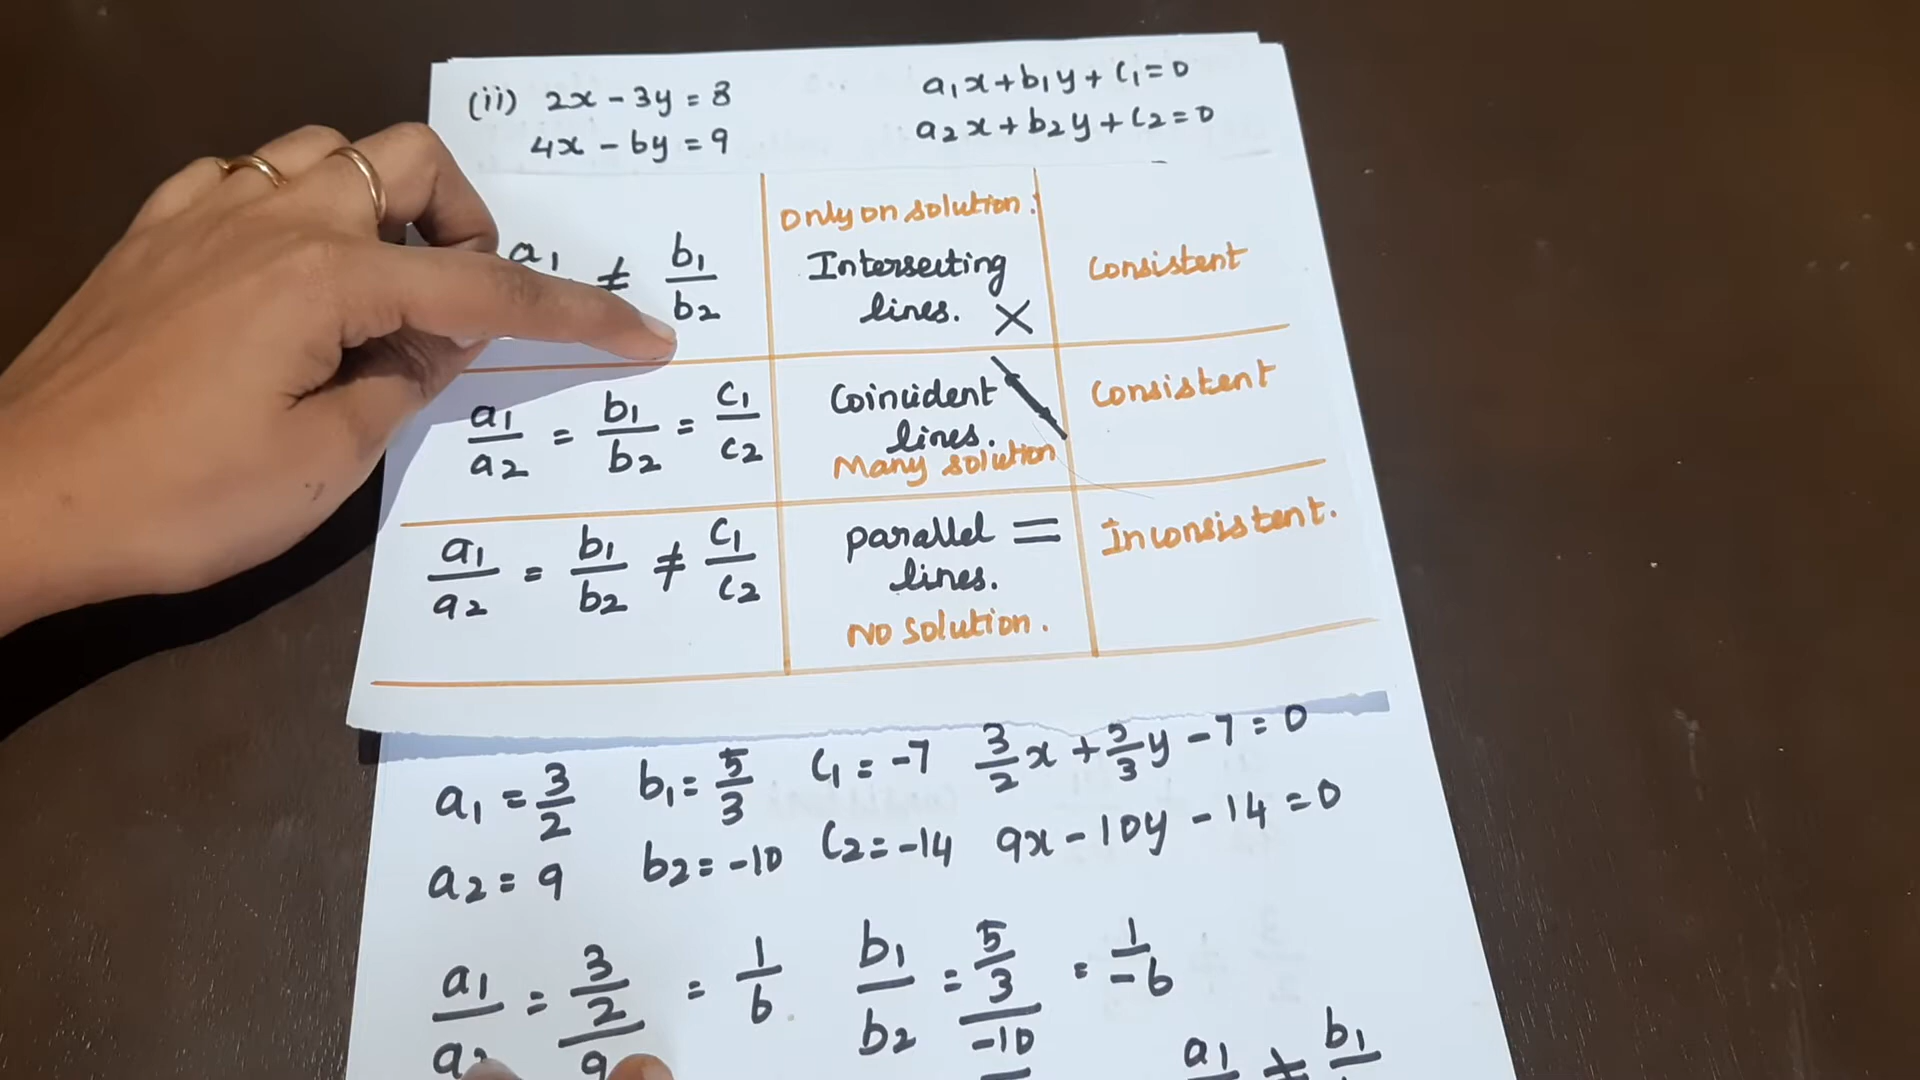 (ii) 2x - 3y = 8
4x - 6y = 9
a₁x + b₁y + c₁ = 0
a₂x + b₂y + c₂ = 0
a₁ ≠ b₁/b₂
Only on solution.
Intersecting
lines.
Consistent
a₁/a₂ = b₁/b₂ = c₁/c₂
Coincident
lines.
Many solution
Consistent
a₁/a₂ = b₁/b₂ ≠ c₁/c₂
parallel
lines.
No solution.
Inconsistent.
a₁ = 3/2 b₁ = 5/3 c₁ = -7 3/2x + 5/3y - 7 = 0
a₂ = 9 b₂ = -10 c₂ = -14 9x - 10y - 14 = 0
a₁/a₂ = 3/2/9 = 1/6 b₁/b₂ = 5/3/-10 = 1/-6
a₁ ≠ b₁